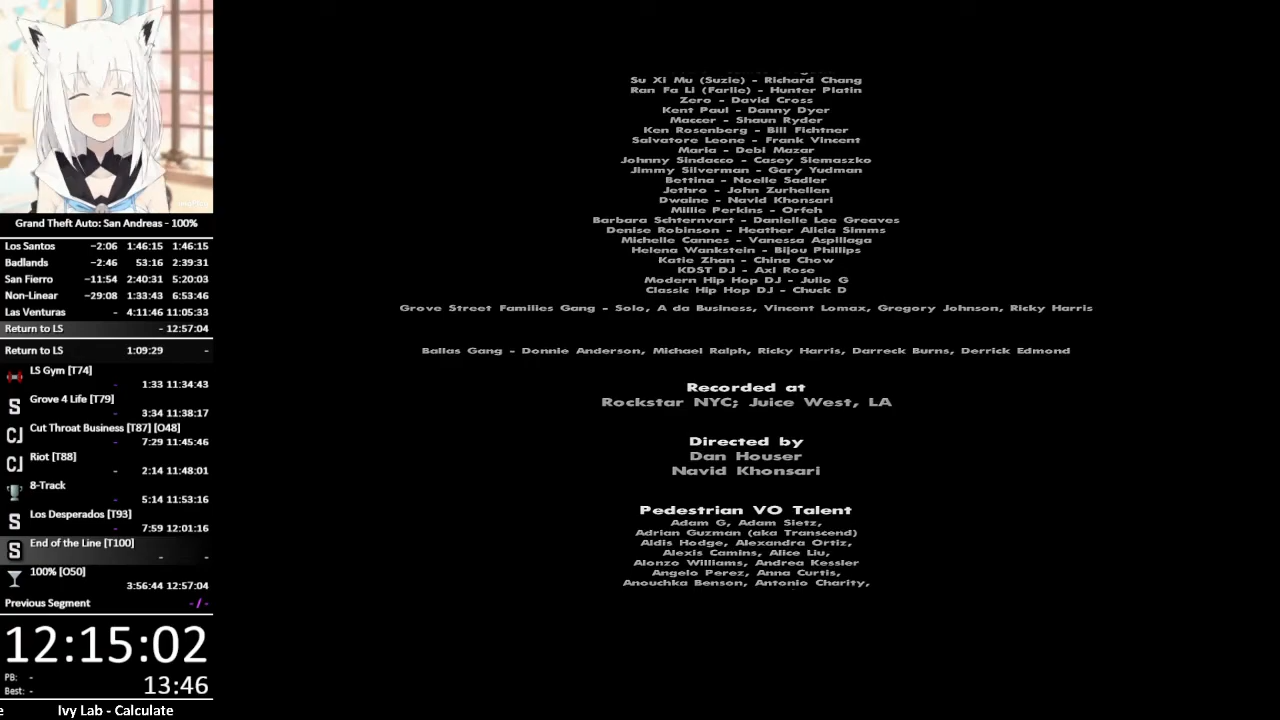 Grand Theft Auto: San Andreas - 100%
Los Santos −2:06 1:46:15 1:46:15
Badlands −2:46 53:16 2:39:31
San Fierro −11:54 2:40:31 5:20:03
Non-Linear −29:08 1:33:43 6:53:46
Las Venturas - 4:11:46 11:05:33
Return to LS - 12:57:04
Return to LS 1:09:29 -
LS Gym [T74]
1:33 11:34:43
Grove 4 Life [T79]
- 3:34 11:38:17
Cut Throat Business [T87] [O48]
- 7:29 11:45:46
Riot [T88]
- 2:14 11:48:01
8-Track
- 5:14 11:53:16
Los Desperados [T93]
- 7:59 12:01:16
End of the Line [T100]
- -
100% [O50]
3:56:44 12:57:04
Previous Segment - / -
12:15:02
PB: -
Best: -
13:46
e Ivy Lab - Calculate
Su Xi Mu (Suzie) - Richard Chang
Ran Fa Li (Farlie) - Hunter Platin
Zero - David Cross
Kent Paul - Danny Dyer
Maccer - Shaun Ryder
Ken Rosenberg - Bill Fichtner
Salvatore Leone - Frank Vincent
Maria - Debi Mazar
Johnny Sindacco - Casey Siemaszko
Jimmy Silverman - Gary Yudman
Bettina - Noelle Sadler
Jethro - John Zurhellen
Dwaine - Navid Khonsari
Millie Perkins - Orfeh
Barbara Schternvart - Danielle Lee Greaves
Denise Robinson - Heather Alicia Simms
Michelle Cannes - Vanessa Aspillaga
Helena Wankstein - Bijou Phillips
Katie Zhan - China Chow
KDST DJ - Axl Rose
Modern Hip Hop DJ - Julio G
Classic Hip Hop DJ - Chuck D
Grove Street Families Gang - Solo, A da Business, Vincent Lomax, Gregory Johnson, Ricky Harris
Ballas Gang - Donnie Anderson, Michael Ralph, Ricky Harris, Darreck Burns, Derrick Edmond
Recorded at
Rockstar NYC; Juice West, LA
Directed by
Dan Houser
Navid Khonsari
Pedestrian VO Talent
Adam G, Adam Sietz,
Adrian Guzman (aka Transcend)
Aldis Hodge, Alexandra Ortiz,
Alexis Camins, Alice Liu,
Alonzo Williams, Andrea Kessler
Angelo Perez, Anna Curtis,
Anouchka Benson, Antonio Charity,